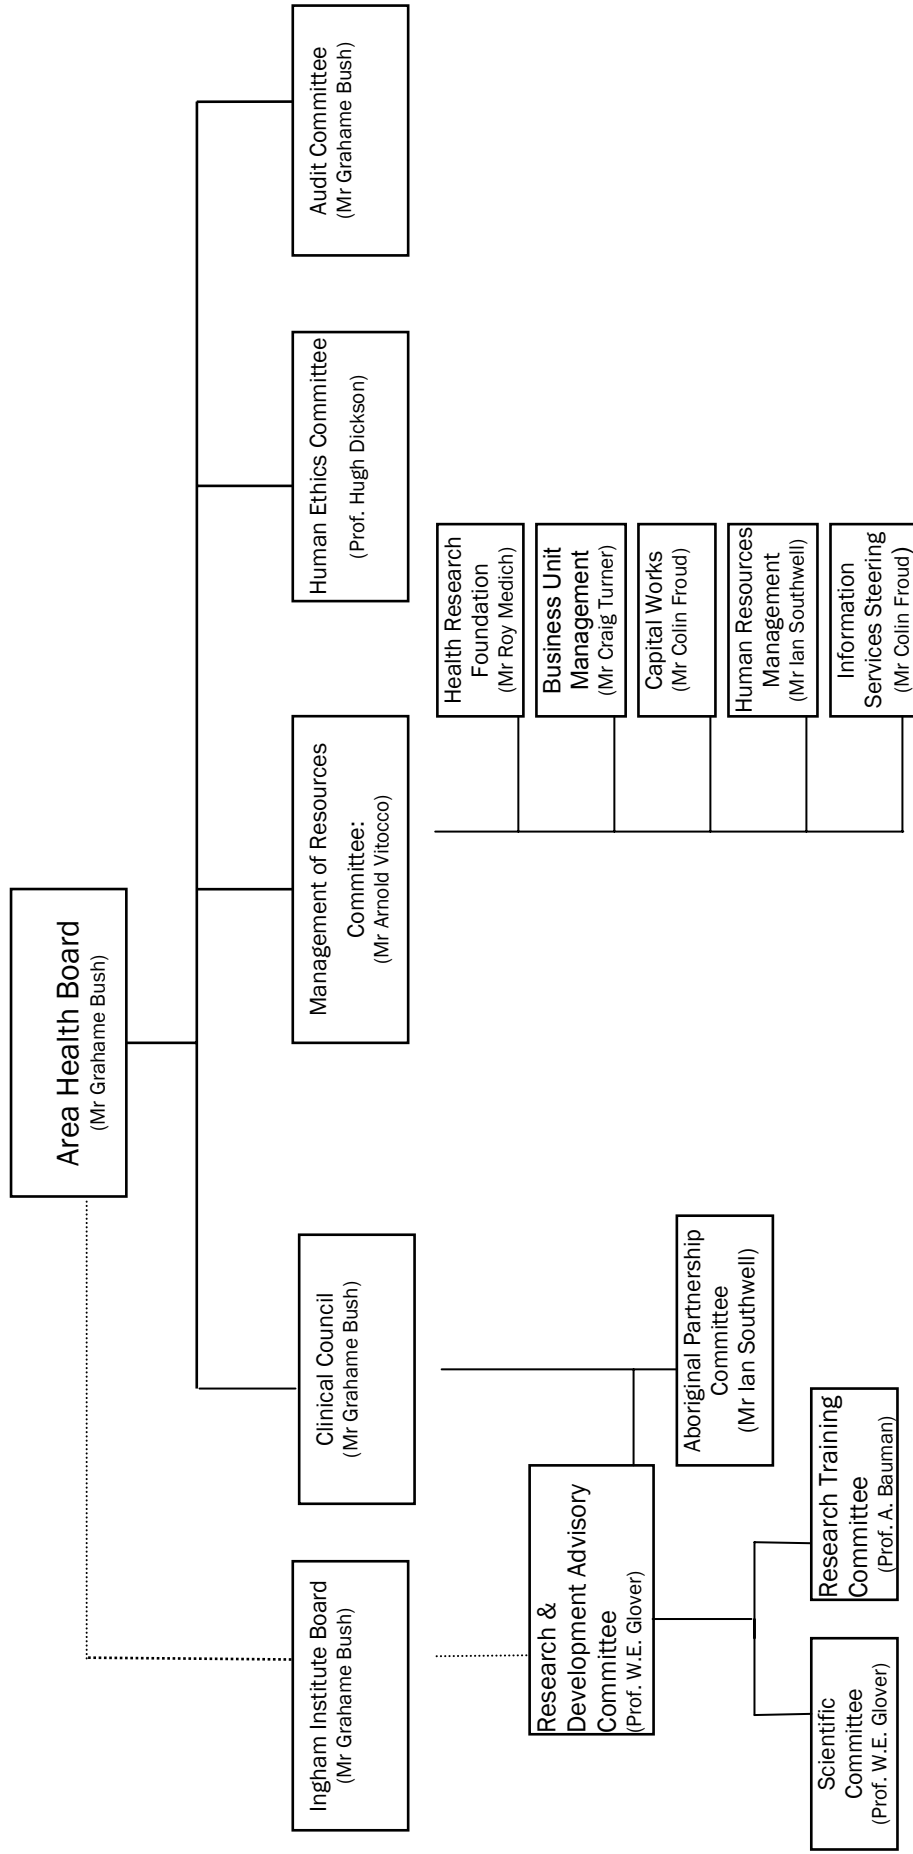 Area Health Board
(Mr Grahame Bush)
Ingham Institute Board
(Mr Grahame Bush)
Clinical Council
(Mr Grahame Bush)
Management of Resources
Committee:
(Mr Arnold Vitocco)
Human Ethics Committee
(Prof. Hugh Dickson)
Audit Committee
(Mr Grahame Bush)
Research &
Development Advisory
Committee
(Prof. W.E. Glover)
Aboriginal Partnership
Committee
(Mr Ian Southwell)
Scientific
Committee
(Prof. W.E. Glover)
Research Training
Committee
(Prof. A. Bauman)
Health Research
Foundation
(Mr Roy Medich)
Business Unit
Management
(Mr Craig Turner)
Capital Works
(Mr Colin Froud)
Human Resources
Management
(Mr Ian Southwell)
Information
Services Steering
(Mr Colin Froud)